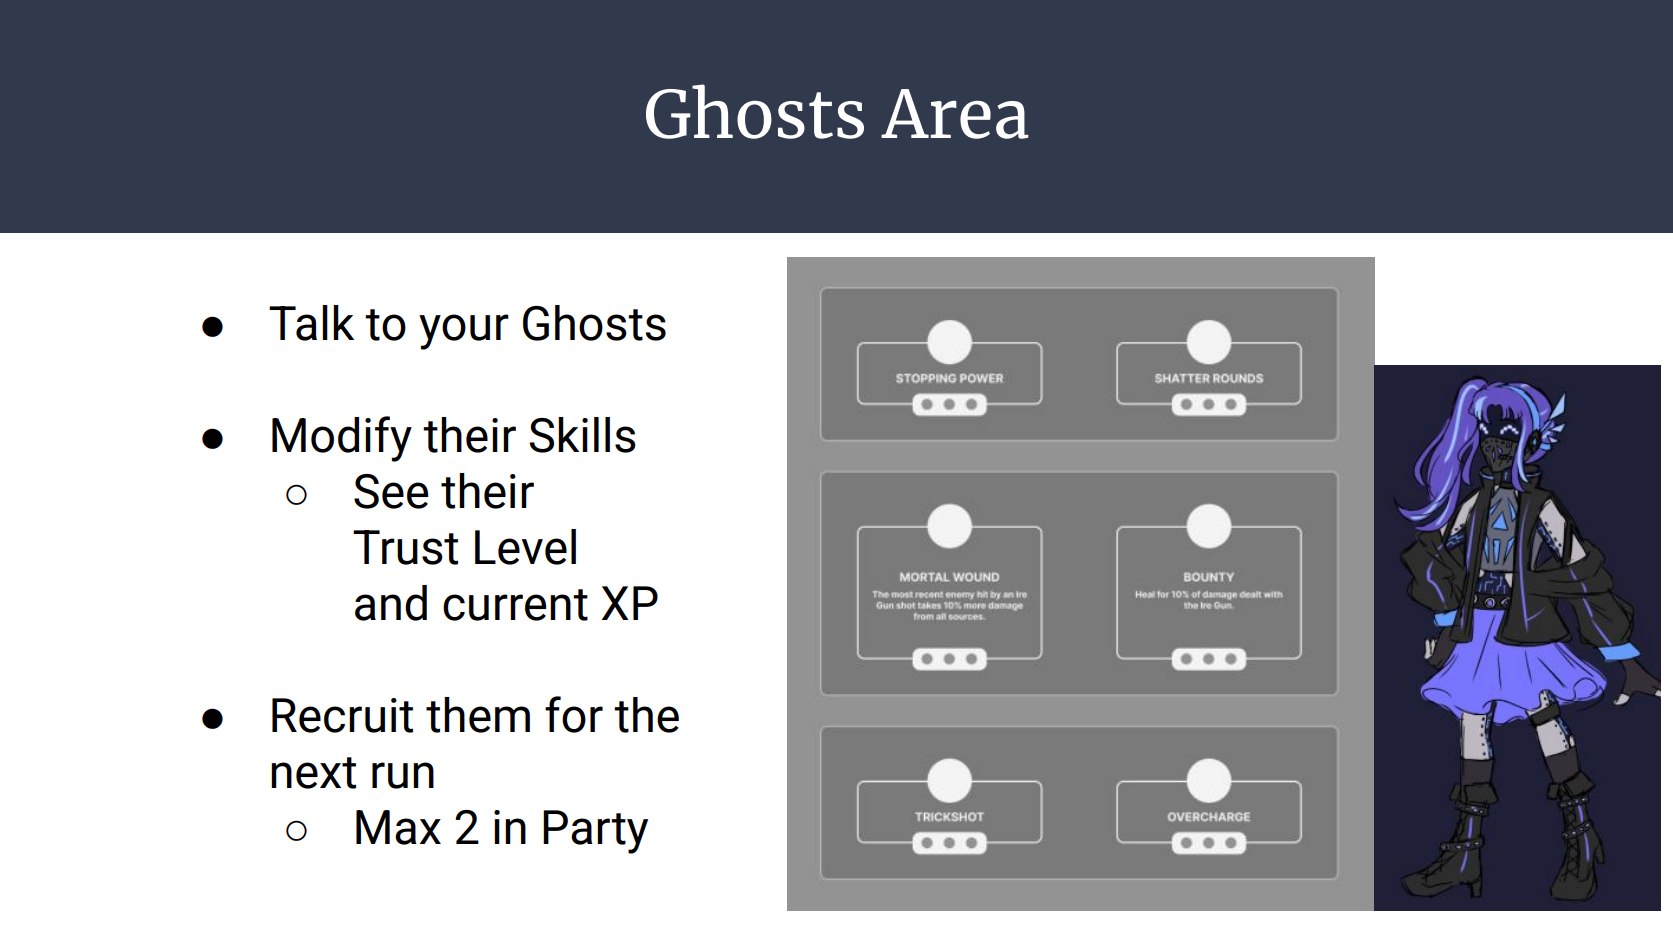 Ghosts Area
● Talk to your Ghosts
● Modify their Skills
○ See their
Trust Level
and current XP
● Recruit them for the
next run
○ Max 2 in Party
STOPPING POWER
SHATTER ROUNDS
MORTAL WOUND
The most recent enemy hit by an Ire
Gun shot takes 10% more damage
from all sources.
BOUNTY
Heal for 10% of damage dealt with
the Ire Gun.
TRICKSHOT
OVERCHARGE